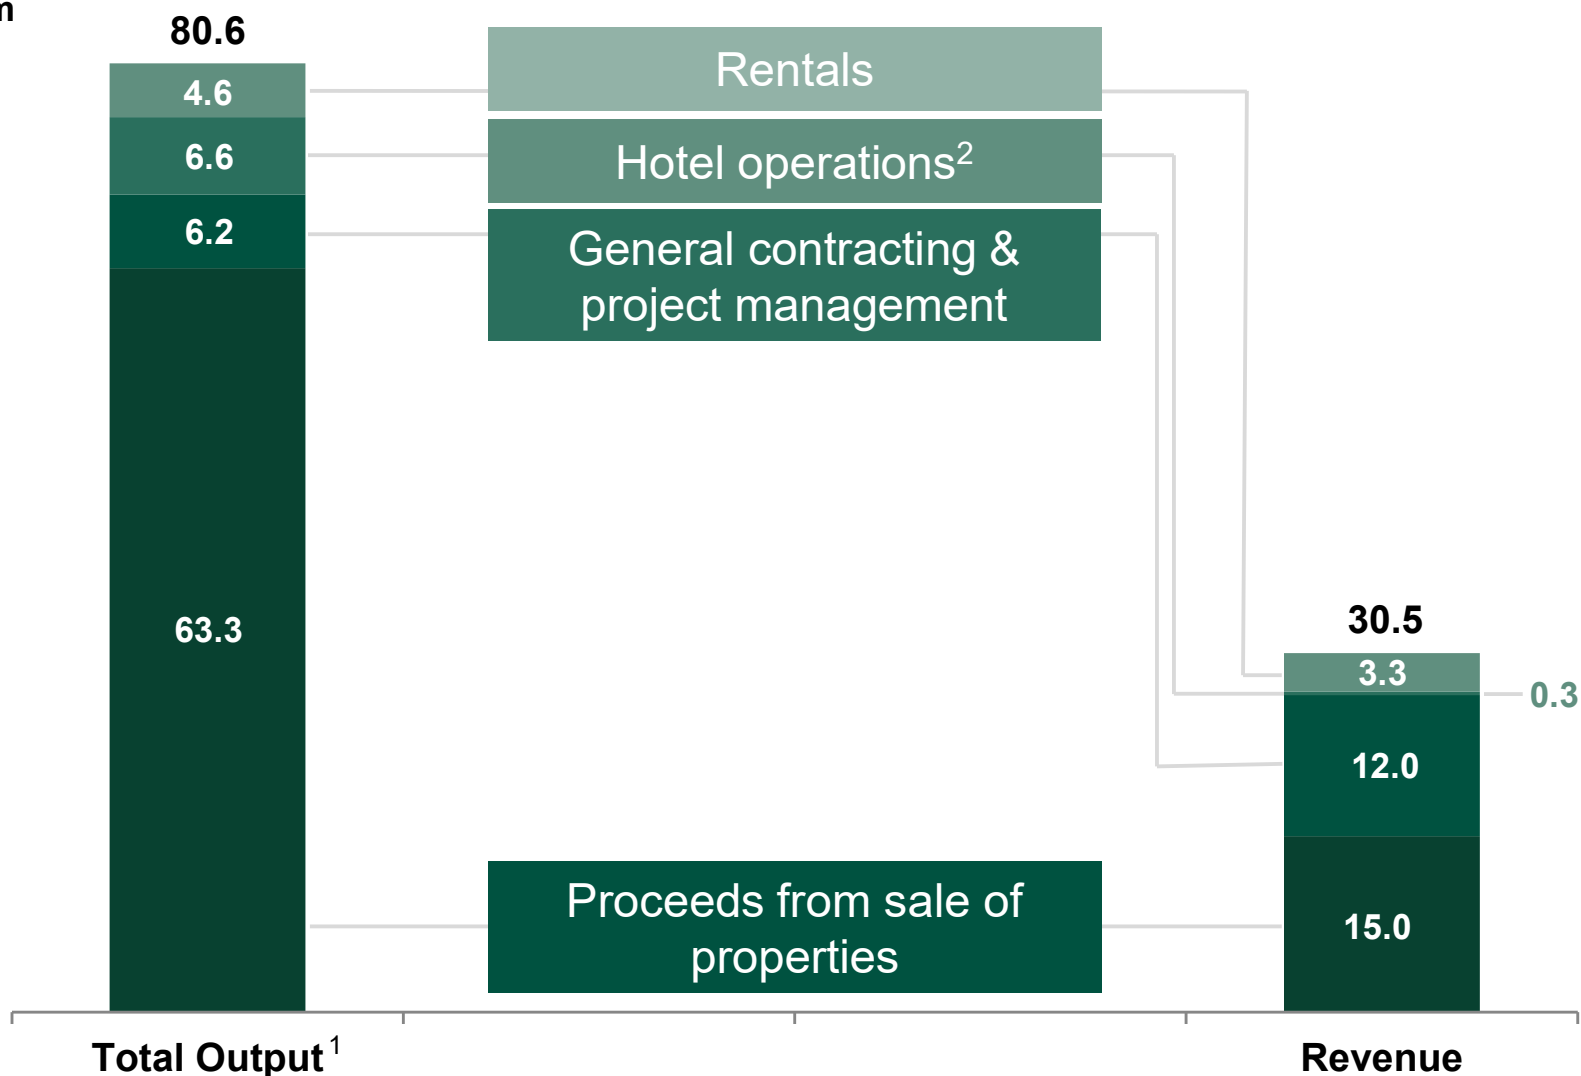 80.6
4.6
6.6
6.2
63.3
Rentals
Hotel operations2
General contracting &
project management
Proceeds from sale of
properties
30.5
3.3
0.3
12.0
15.0
Total Output1
Revenue